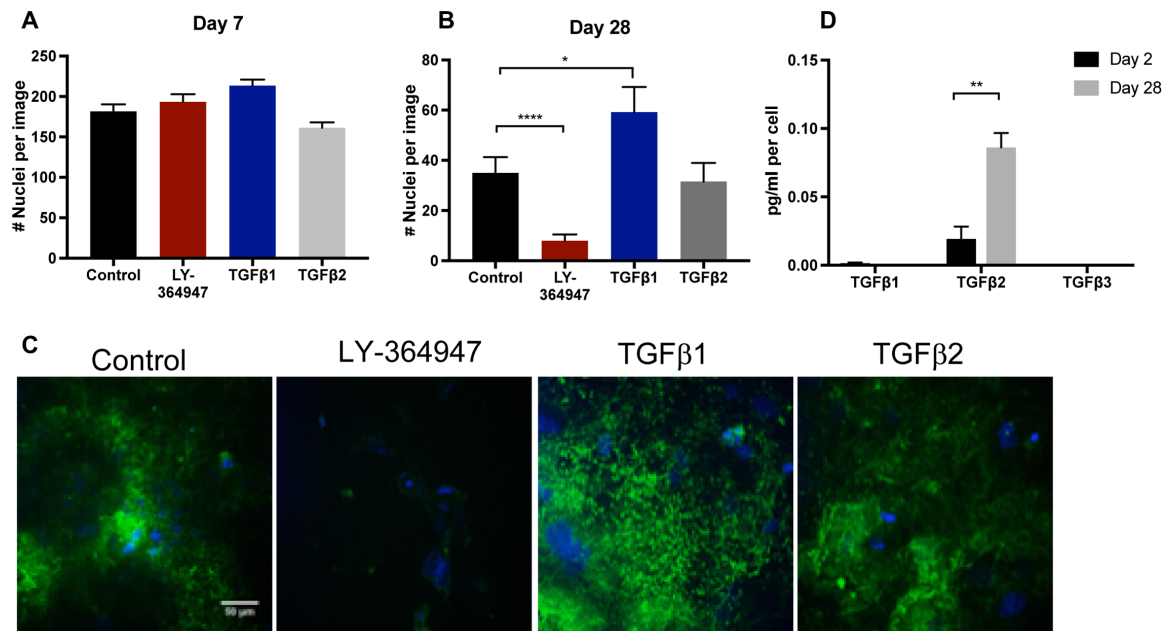 A
Day 7
# Nuclei per image
250
200
150
100
50
0
Control
LY-
364947
TGFβ1
TGFβ2
B
Day 28
# Nuclei per image
80
60
40
20
0
*
****
Control
LY-
364947
TGFβ1
TGFβ2
D
pg/ml per cell
0.15
0.10
0.05
0.00
**
Day 2
Day 28
TGFβ1
TGFβ2
TGFβ3
C
Control
LY-364947
TGFβ1
TGFβ2
50 µm